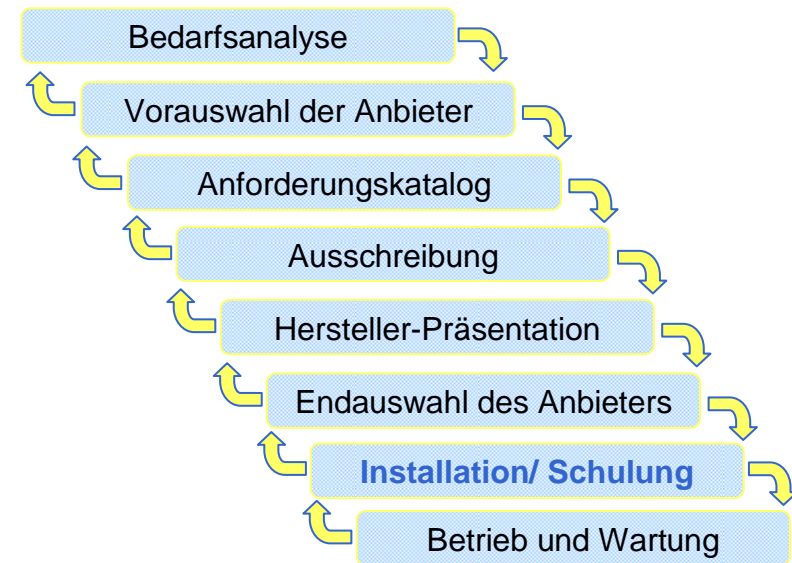 Bedarfsanalyse
Vorauswahl der Anbieter
Anforderungskatalog
Ausschreibung
Hersteller-Präsentation
Endauswahl des Anbieters
Installation/ Schulung
Betrieb und Wartung